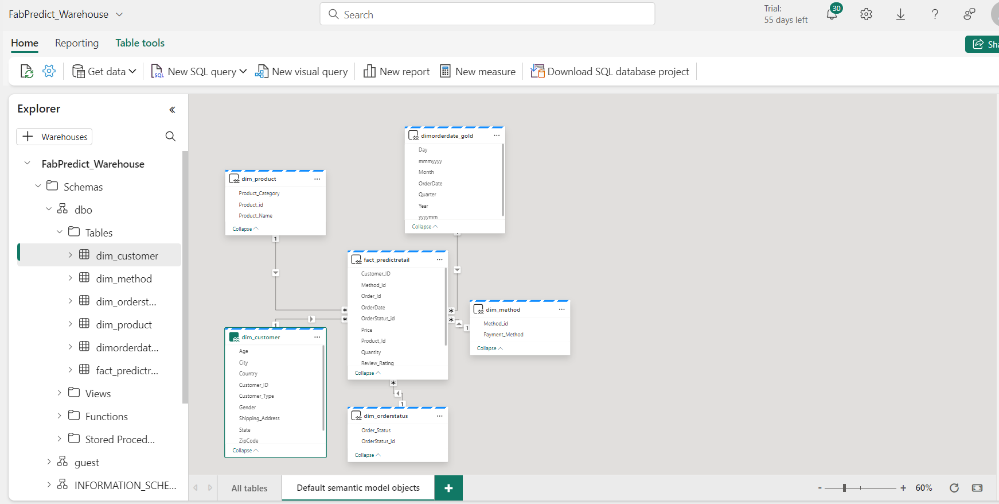 FabPredict_Warehouse
Search
Trial:
55 days left
30
Home
Reporting
Table tools
Sha
Get data
New SQL query
New visual query
New report
New measure
Download SQL database project
Explorer
Warehouses
FabPredict_Warehouse
Schemas
dbo
Tables
dim_customer
dim_method
dim_orderst...
dim_product
dimorderdat...
fact_predictr...
Views
Functions
Stored Proced...
guest
INFORMATION_SCHE...
dimorderdate_gold
Day
mmmyyyy
Month
OrderDate
Quarter
Year
yyyymm
Collapse
dim_product
Product_Category
Product_id
Product_Name
Collapse
1
fact_predictretail
Customer_ID
Method_id
Order_Id
OrderDate
OrderStatus_id
Price
Product_Id
Quantity
Review_Rating
Collapse
*
*
*
*
*
1
1
1
dim_method
Method_id
Payment_Method
Collapse
dim_customer
Age
City
Country
Customer_ID
Customer_Type
Gender
Shipping_Address
State
ZipCode
Collapse
dim_orderstatus
Order_Status
OrderStatus_id
Collapse
All tables
Default semantic model objects
+
- + 60%